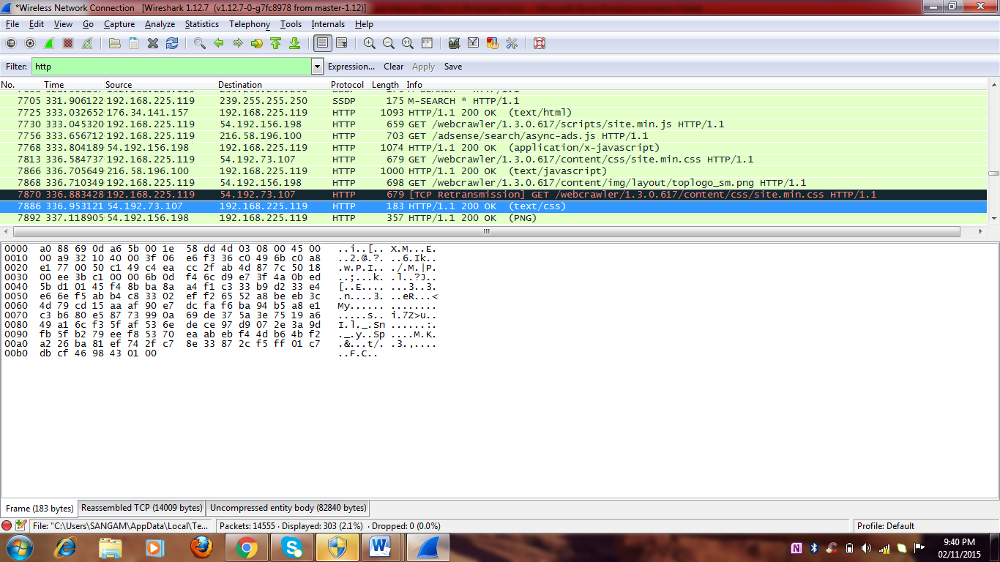 *Wireless Network Connection [Wireshark 1.12.7 (v1.12.7-0-g7fc8978 from master-1.12)]
File Edit View Go Capture Analyze Statistics Telephony Tools Internals Help
Filter: http Expression... Clear Apply Save
No. Time Source Destination Protocol Length Info
7705 331.906122 192.168.225.119 239.255.255.250 SSDP 175 M-SEARCH * HTTP/1.1
7725 333.032652 176.34.141.157 192.168.225.119 HTTP 1093 HTTP/1.1 200 OK (text/html)
7730 333.045320 192.168.225.119 54.192.156.198 HTTP 659 GET /webcrawler/1.3.0.617/scripts/site.min.js HTTP/1.1
7756 333.656712 192.168.225.119 216.58.196.100 HTTP 703 GET /adsense/search/async-ads.js HTTP/1.1
7768 333.804189 54.192.156.198 192.168.225.119 HTTP 1074 HTTP/1.1 200 OK (application/x-javascript)
7813 336.584737 192.168.225.119 54.192.73.107 HTTP 679 GET /webcrawler/1.3.0.617/content/css/site.min.css HTTP/1.1
7866 336.705649 216.58.196.100 192.168.225.119 HTTP 1000 HTTP/1.1 200 OK (text/javascript)
7868 336.710349 192.168.225.119 54.192.156.198 HTTP 698 GET /webcrawler/1.3.0.617/content/img/layout/toplogo_sm.png HTTP/1.1
7870 336.883428 192.168.225.119 54.192.73.107 HTTP 679 [TCP Retransmission] GET /webcrawler/1.3.0.617/content/css/site.min.css HTTP/1.1
7886 336.953121 54.192.73.107 192.168.225.119 HTTP 183 HTTP/1.1 200 OK (text/css)
7892 337.118905 54.192.156.198 192.168.225.119 HTTP 357 HTTP/1.1 200 OK (PNG)
0000 a0 88 69 0d a6 5b 00 1e 58 dd 4d 03 08 00 45 00 ..i..[.. X.M...E.
0010 00 a9 32 10 40 00 3f 06 e6 f3 36 c0 49 6b c0 a8 ..2.@.?. ..6.Ik..
0020 e1 77 00 50 c1 49 c4 ea cc 2f ab 4d 87 7c 50 18 .w.P.I.. ./.M.|P.
0030 00 ee 3b c1 00 00 6b 0d f4 6c d9 e7 3f 4a 0b ed ..;...k. .l..?J..
0040 5b d1 01 45 f4 8b ba 8a a4 f1 c3 33 b9 d2 33 e4 [..E.... ...3..3.
0050 e6 6e f5 ab b4 c8 33 02 ef f2 65 52 a8 be eb 3c .n....3. ..eR...<
0060 4d 79 cd 15 aa af 90 e7 dc fa f6 ba 94 b5 a8 e1 My...... ........
0070 c3 b6 80 e5 87 73 99 0a 69 de 37 5a 3e 75 19 a6 .....s.. i.7Z>u..
0080 49 a1 6c f3 5f af 53 6e de ce 97 d9 07 2e 3a 9d I.l._.Sn ......:.
0090 fb 5f b2 79 ee f8 53 70 ea ab eb f4 4d b6 4b f2 ._.y..Sp ....M.K.
00a0 a2 26 ba 81 ef 74 2f c7 8e 33 87 2c f5 ff 01 c7 .&...t/. .3.,....
00b0 db cf 46 98 43 01 00 ..F.C..
Frame (183 bytes) Reassembled TCP (14009 bytes) Uncompressed entity body (82840 bytes)
File: "C:\Users\SANGAM\AppData\Local\Te... Packets: 14555 · Displayed: 303 (2.1%) · Dropped: 0 (0.0%) Profile: Default
9:40 PM
02/11/2015